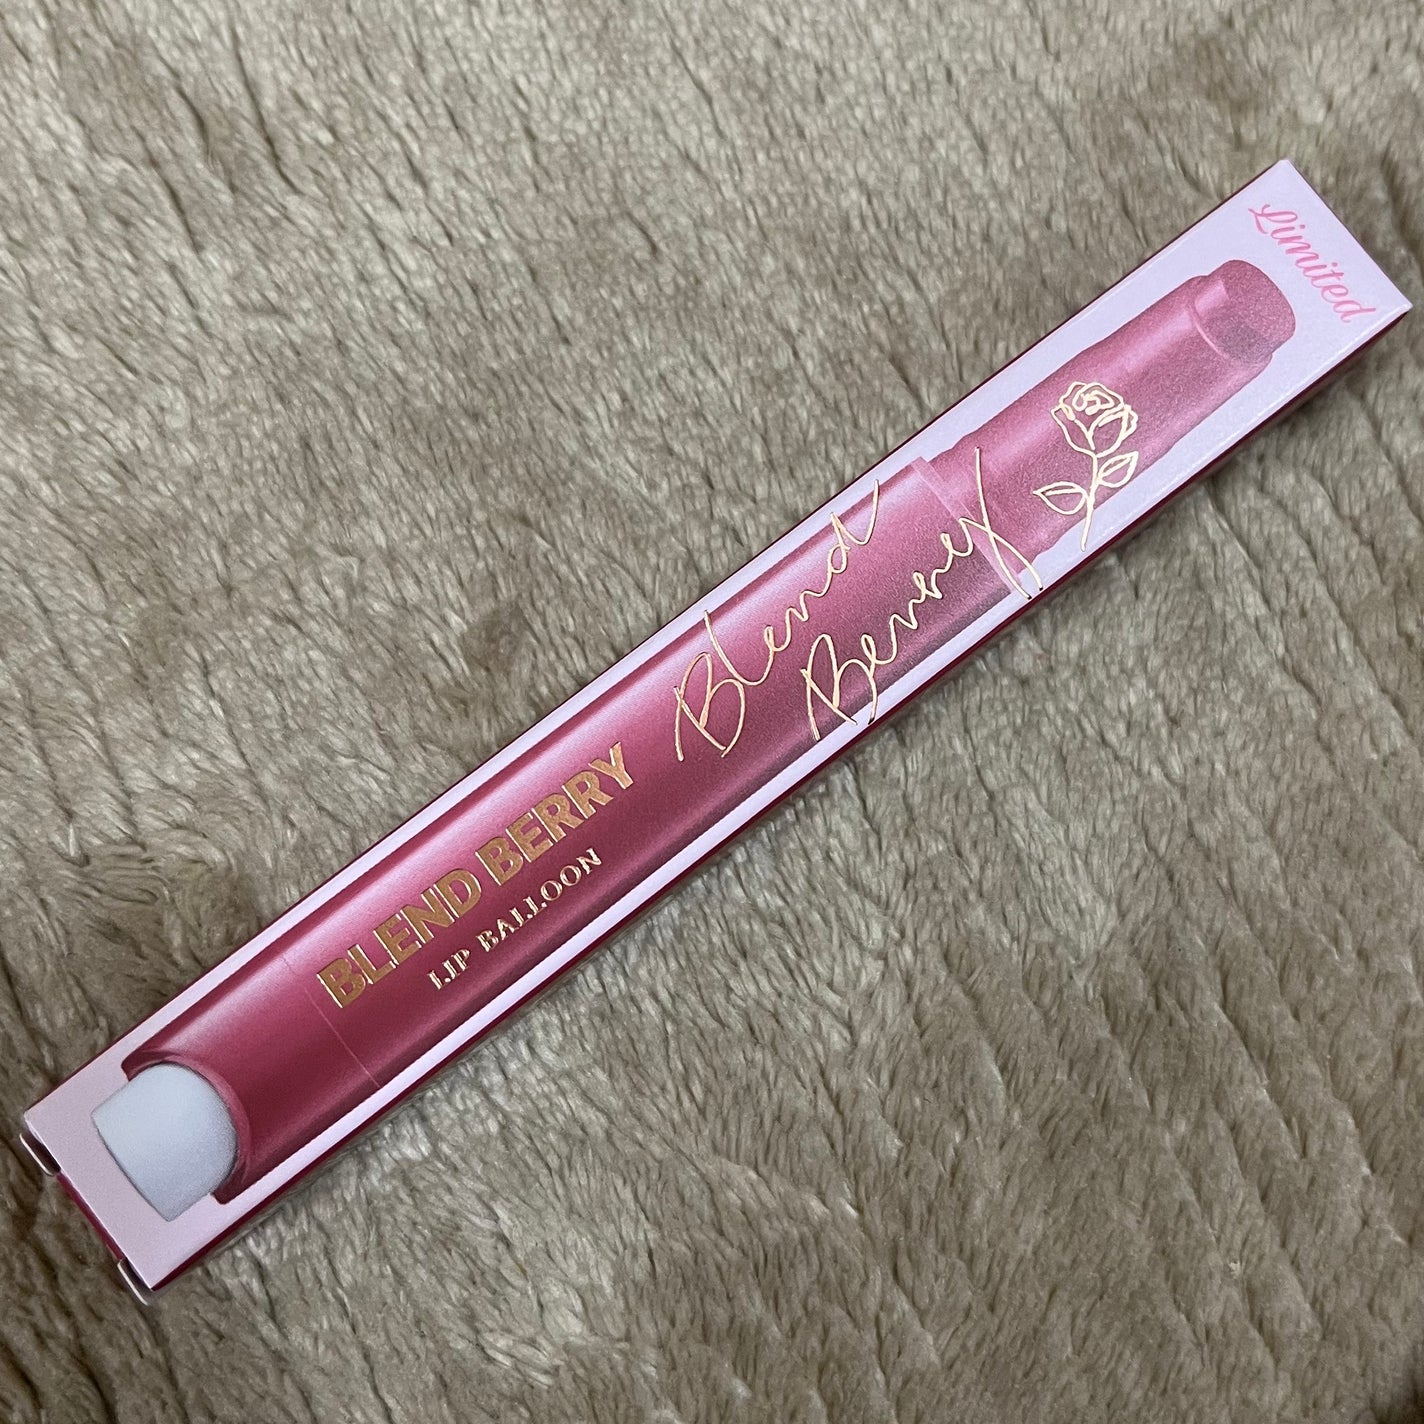 Limited
Blend
Berry
BLEND BERRY
LIP BALLOON